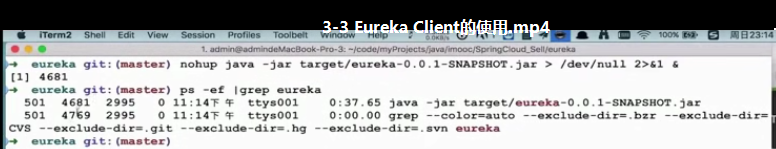 3-3 Eureka Client的使用.mp4
iTerm2 Shell Edit View Session Profiles Toolbelt Window 100% 周日23:14
1. admin@admindeMacBook-Pro-3: ~/code/myProjects/java/imooc/SpringCloud_Sell/eureka
➜ eureka git:(master) nohup java -jar target/eureka-0.0.1-SNAPSHOT.jar > /dev/null 2>&1 &
[1] 4681
➜ eureka git:(master) ps -ef |grep eureka
501 4681 2995 0 11:14下午 ttys001 0:37.65 java -jar target/eureka-0.0.1-SNAPSHOT.jar
501 4769 2995 0 11:14下午 ttys001 0:00.00 grep --color=auto --exclude-dir=.bzr --exclude-dir=
CVS --exclude-dir=.git --exclude-dir=.hg --exclude-dir=.svn eureka
➜ eureka git:(master)